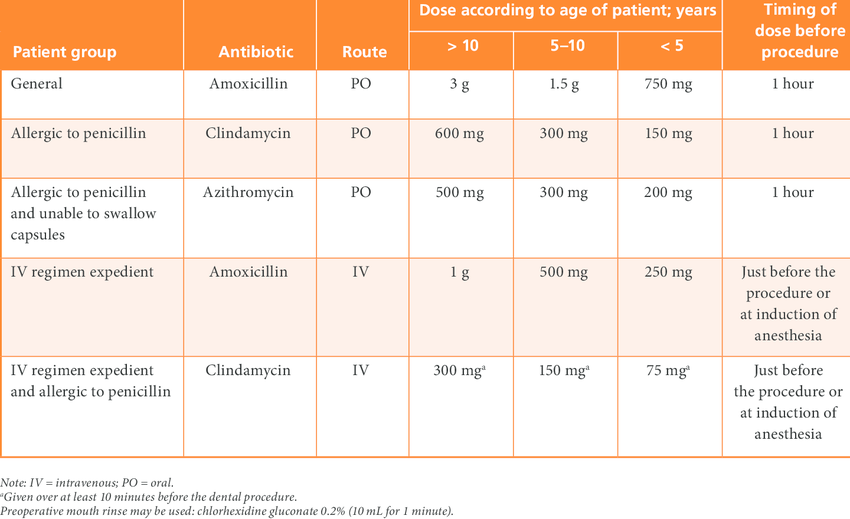 Dose according to age of patient; years
Timing of
dose before
procedure
Patient group Antibiotic Route > 10 5–10 < 5
General Amoxicillin PO 3 g 1.5 g 750 mg 1 hour
Allergic to penicillin Clindamycin PO 600 mg 300 mg 150 mg 1 hour
Allergic to penicillin Azithromycin PO 500 mg 300 mg 200 mg 1 hour
and unable to swallow
capsules
IV regimen expedient Amoxicillin IV 1 g 500 mg 250 mg Just before the
procedure or
at induction of
anesthesia
IV regimen expedient Clindamycin IV 300 mgᵃ 150 mgᵃ 75 mgᵃ Just before
and allergic to penicillin the procedure or
at induction of
anesthesia
Note: IV = intravenous; PO = oral.
ᵃGiven over at least 10 minutes before the dental procedure.
Preoperative mouth rinse may be used: chlorhexidine gluconate 0.2% (10 mL for 1 minute).